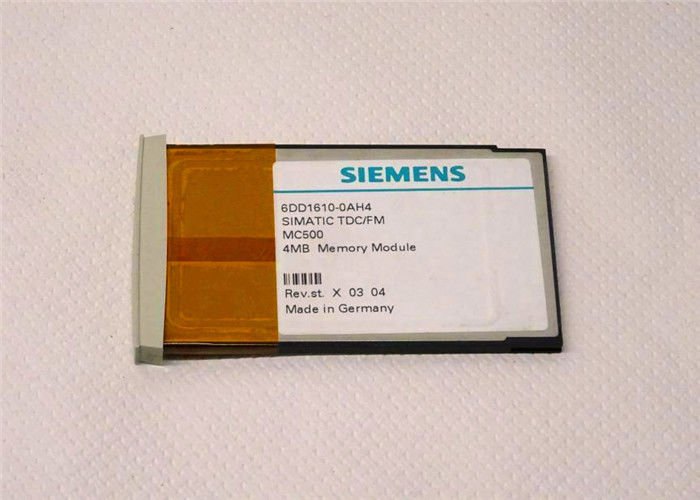 SIEMENS
6DD1610-0AH4
SIMATIC TDC/FM
MC500
4MB Memory Module
Rev.st. X 03 04
Made in Germany